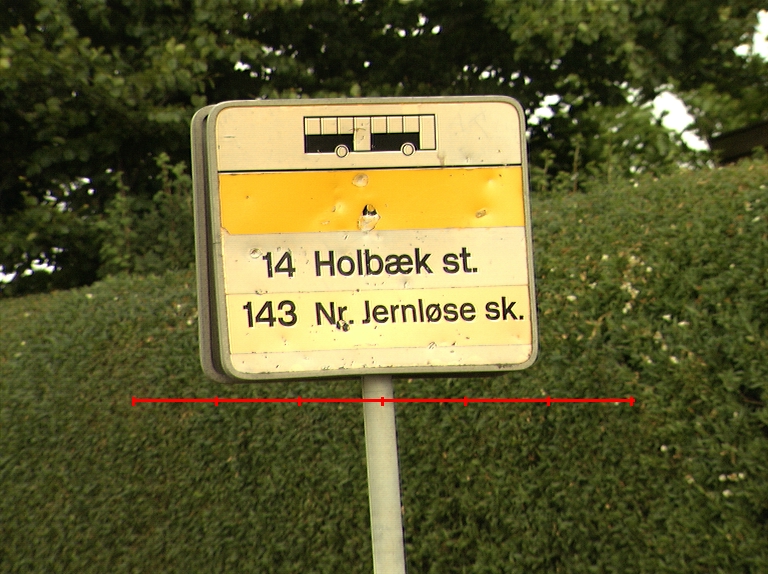 14 Holbæk st.
143 Nr. Jernløse sk.